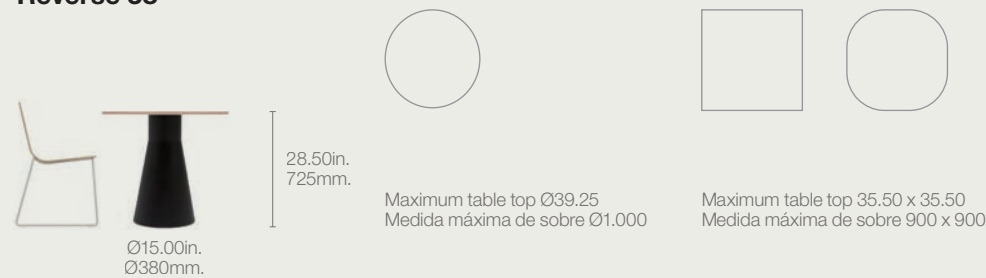 28.50in.
725mm.
Ø15.00in.
Ø380mm.
Maximum table top Ø39.25
Medida máxima de sobre Ø1.000
Maximum table top 35.50 x 35.50
Medida máxima de sobre 900 x 900